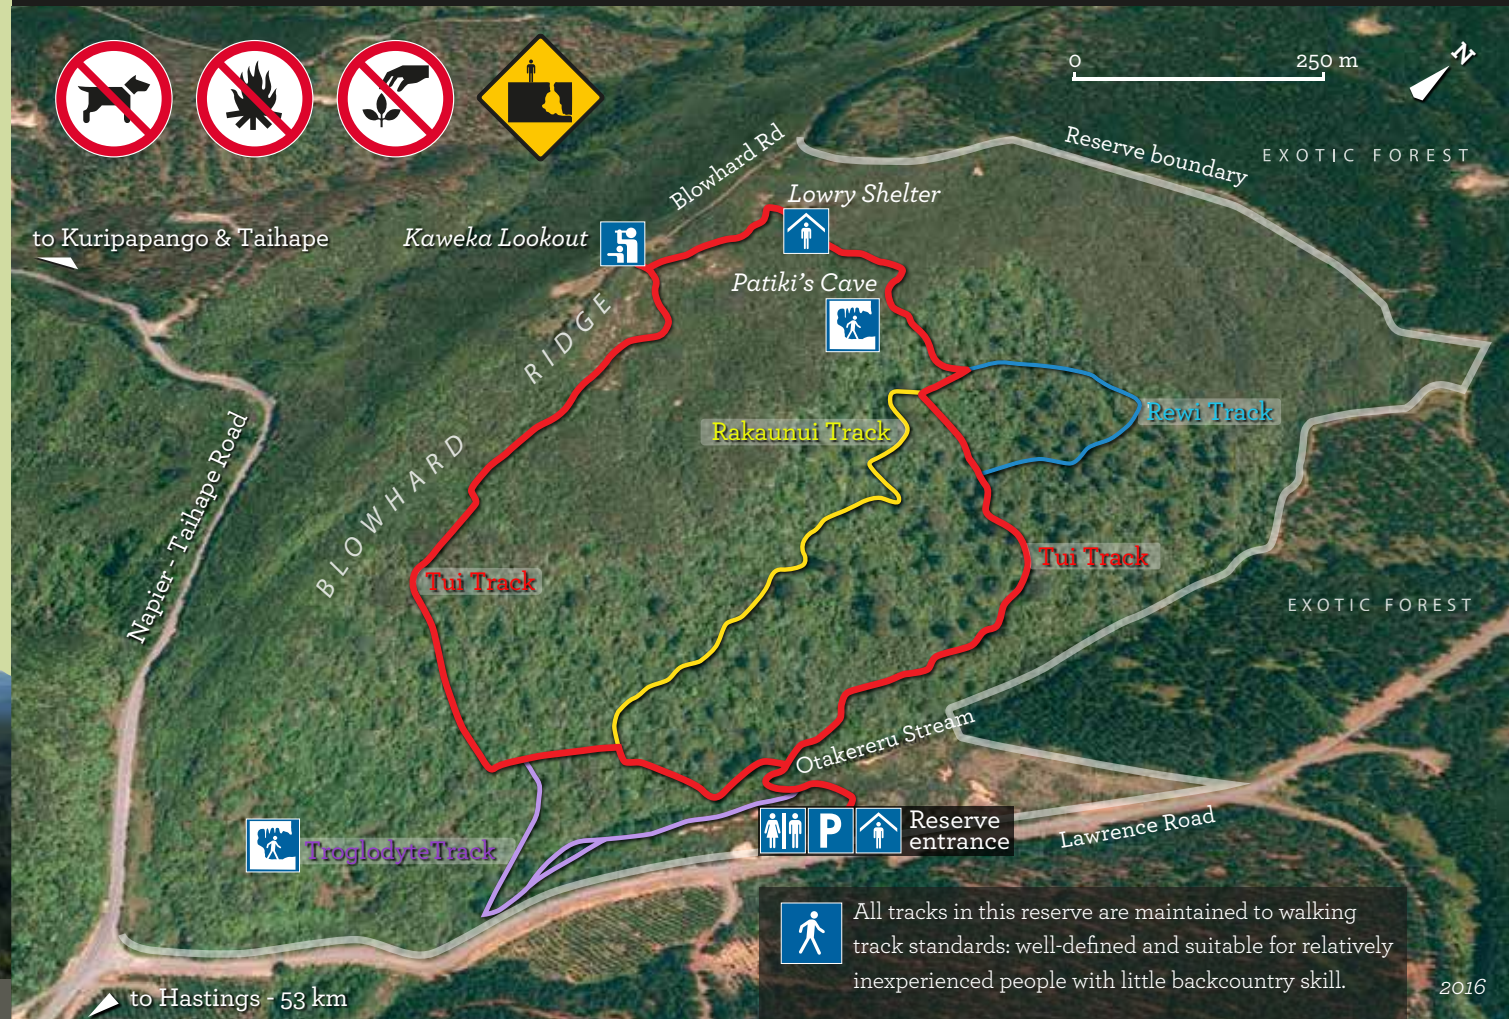 0 250 m
N
Blowhard Rd
Reserve boundary
EXOTIC FOREST
Lowry Shelter
to Kuripapango & Taihape
Kaweka Lookout
Patiki's Cave
BLOWHARD RIDGE
Rewi Track
Rakaunui Track
Napier - Taihape Road
Tui Track
Tui Track
EXOTIC FOREST
Otakereru Stream
P
Reserve
entrance
Lawrence Road
TroglodyteTrack
All tracks in this reserve are maintained to walking
track standards: well-defined and suitable for relatively
inexperienced people with little backcountry skill.
to Hastings - 53 km
2016